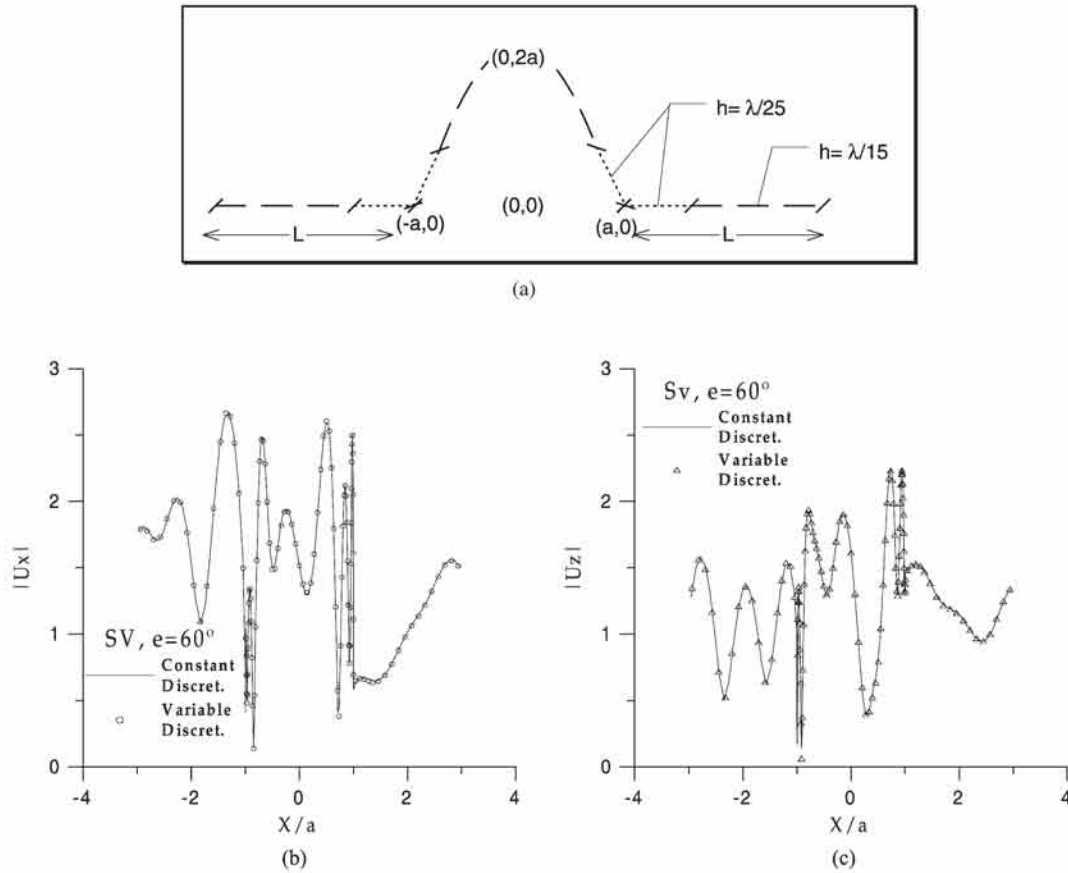 (0,2a)
h= λ/25
h= λ/15
(-a,0)
(0,0)
(a,0)
L
L
(a)
3
2
1
0
|Ux|
SV, e=60°
Constant
Discret.
Variable
Discret.
-4
-2
0
2
4
X/a
(b)
3
2
1
0
|Uz|
Sv, e=60°
Constant
Discret.
Variable
Discret.
-4
-2
0
2
4
X/a
(c)